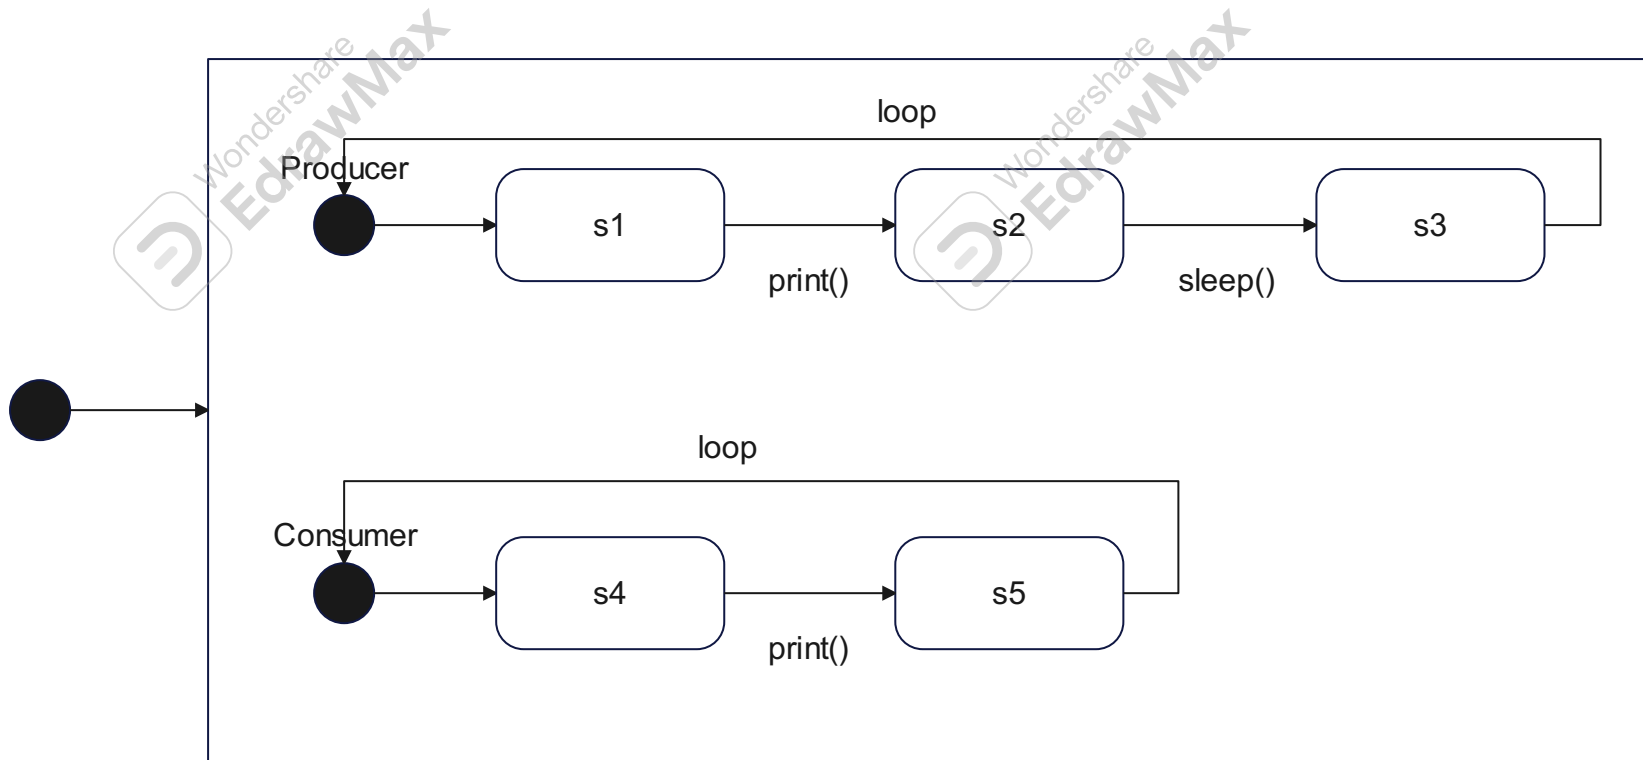 Wondershare
EdrawMax
Wondershare
EdrawMax
loop
Producer
s1
s2
s3
print()
sleep()
loop
Consumer
s4
s5
print()